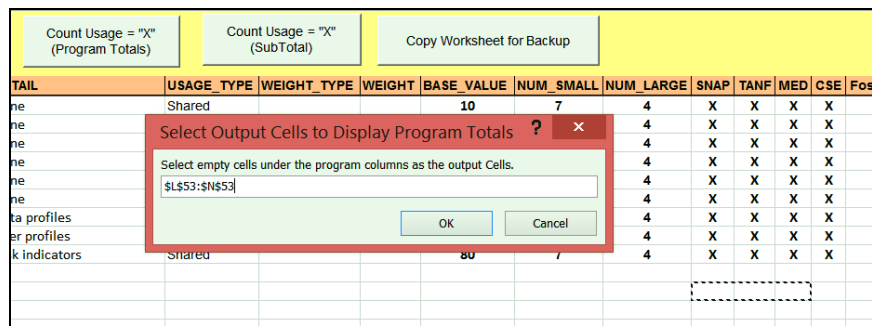 Count Usage = "X"
(Program Totals)
Count Usage = "X"
(SubTotal)
Copy Worksheet for Backup
TAIL USAGE_TYPE WEIGHT_TYPE WEIGHT BASE_VALUE NUM_SMALL NUM_LARGE SNAP TANF MED CSE Fos
ne Shared 10 7 4 X X X X
ne 4 X X X X
ne 4 X X X X
ne 4 X X X X
ne 4 X X X X
ne 4 X X X X
ta profiles 4 X X X X
er profiles 4 X X X X
k indicators Shared 80 7 4 X X X X
Select Output Cells to Display Program Totals ? X
Select empty cells under the program columns as the output Cells.
$L$53:$N$53
OK Cancel